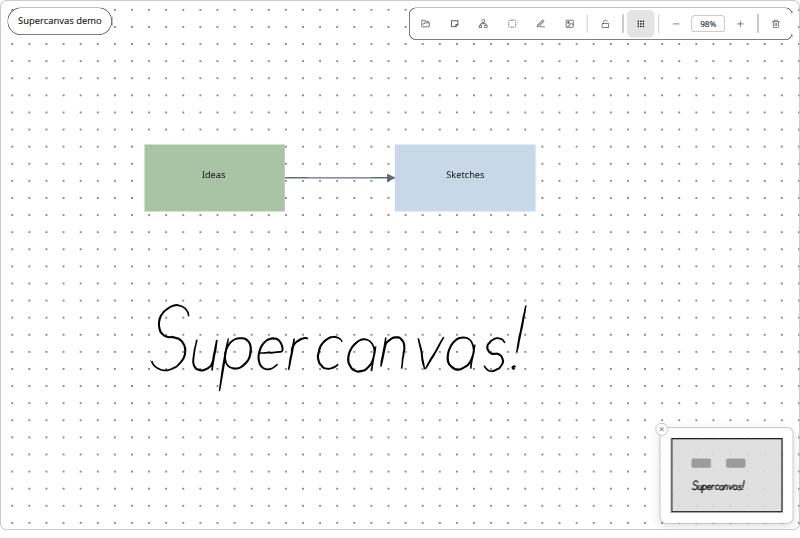 Supercanvas demo
98%
Ideas
Sketches
Supercanvas!
Supercanvas!